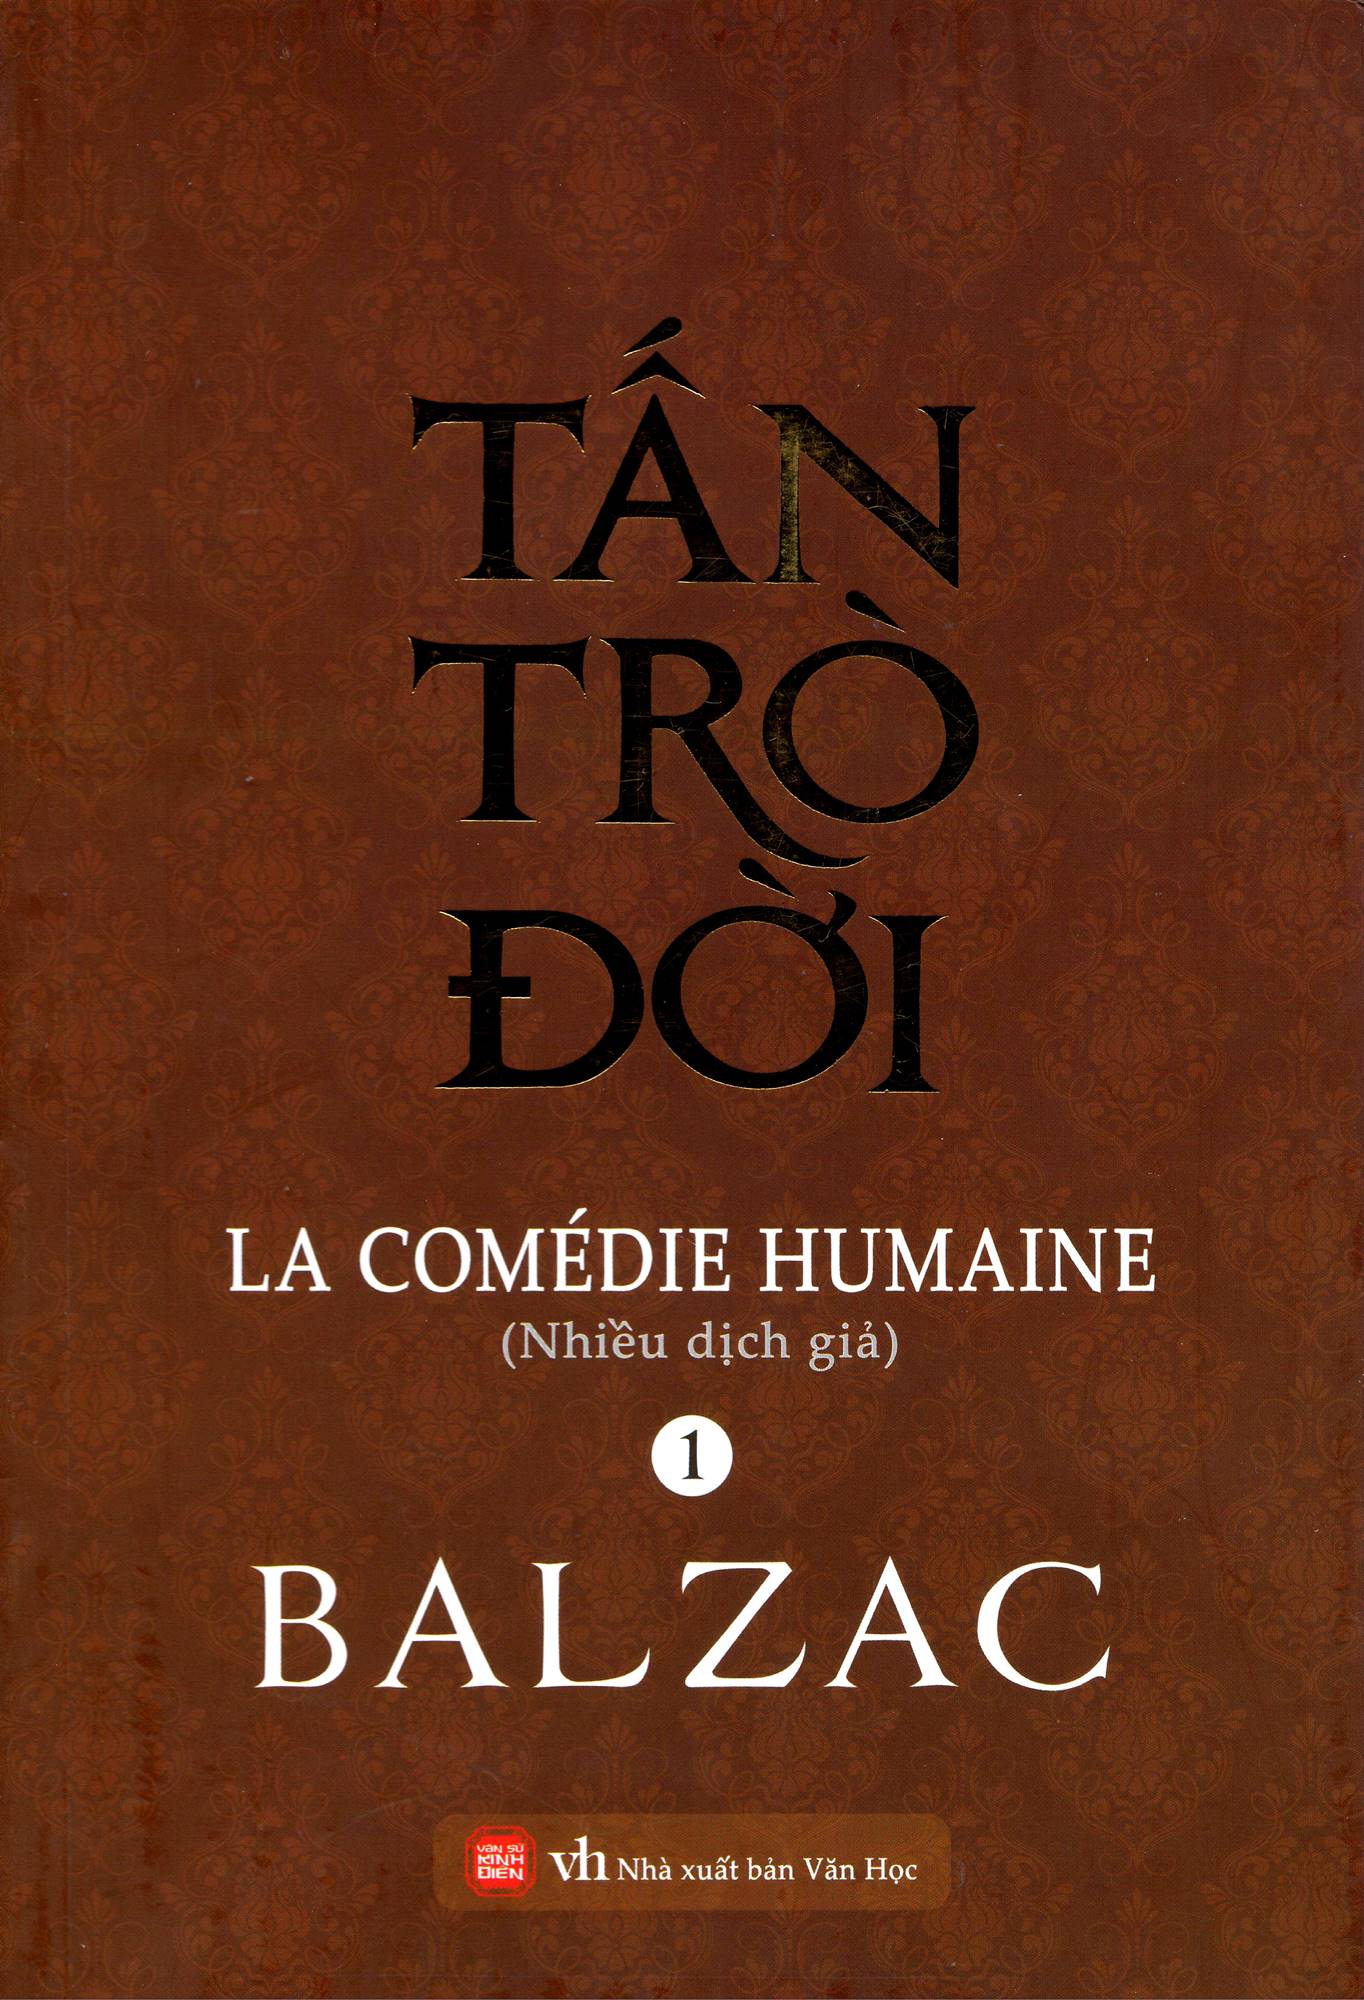 TẤN
TRÒ
ĐỜI
LA COMÉDIE HUMAINE
(Nhiều dịch giả)
1
BALZAC
VĂN SỬ
KINH
ĐIỂN
vh Nhà xuất bản Văn Học